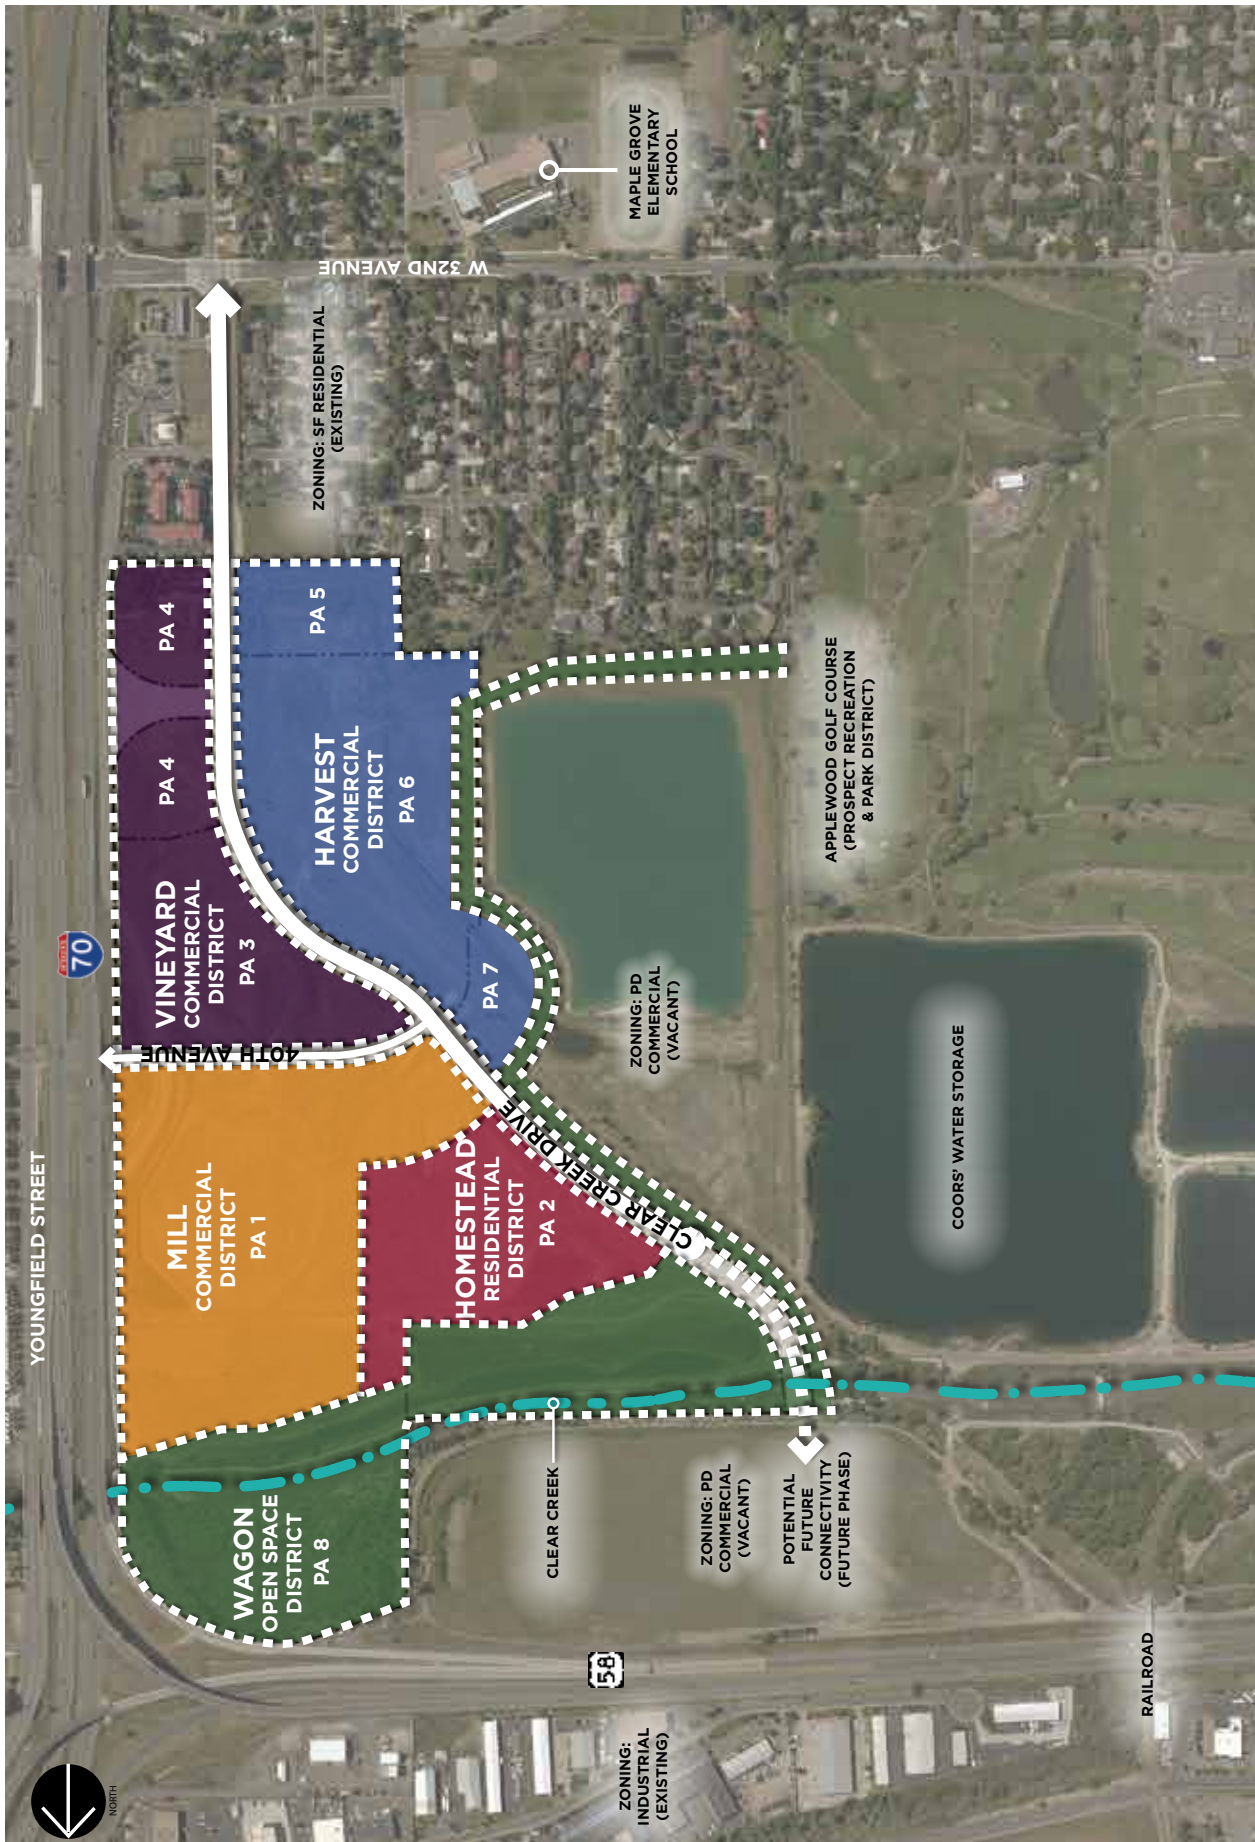 YOUNGFIELD STREET
INTERSTATE
70
MAPLE GROVE
ELEMENTARY
SCHOOL
W 32ND AVENUE
ZONING: SF RESIDENTIAL
(EXISTING)
PA 4
PA 4
VINEYARD
COMMERCIAL
DISTRICT
PA 3
PA 5
HARVEST
COMMERCIAL
DISTRICT
PA 6
PA 7
40TH AVENUE
MILL
COMMERCIAL
DISTRICT
PA 1
HOMESTEAD
RESIDENTIAL
DISTRICT
PA 2
CLEAR CREEK DRIVE
WAGON
OPEN SPACE
DISTRICT
PA 8
CLEAR CREEK
ZONING: PD
COMMERCIAL
(VACANT)
APPLEWOOD GOLF COURSE
(PROSPECT RECREATION
& PARK DISTRICT)
COORS' WATER STORAGE
ZONING: PD
COMMERCIAL
(VACANT)
POTENTIAL
FUTURE
CONNECTIVITY
(FUTURE PHASE)
58
ZONING:
INDUSTRIAL
(EXISTING)
RAILROAD
NORTH